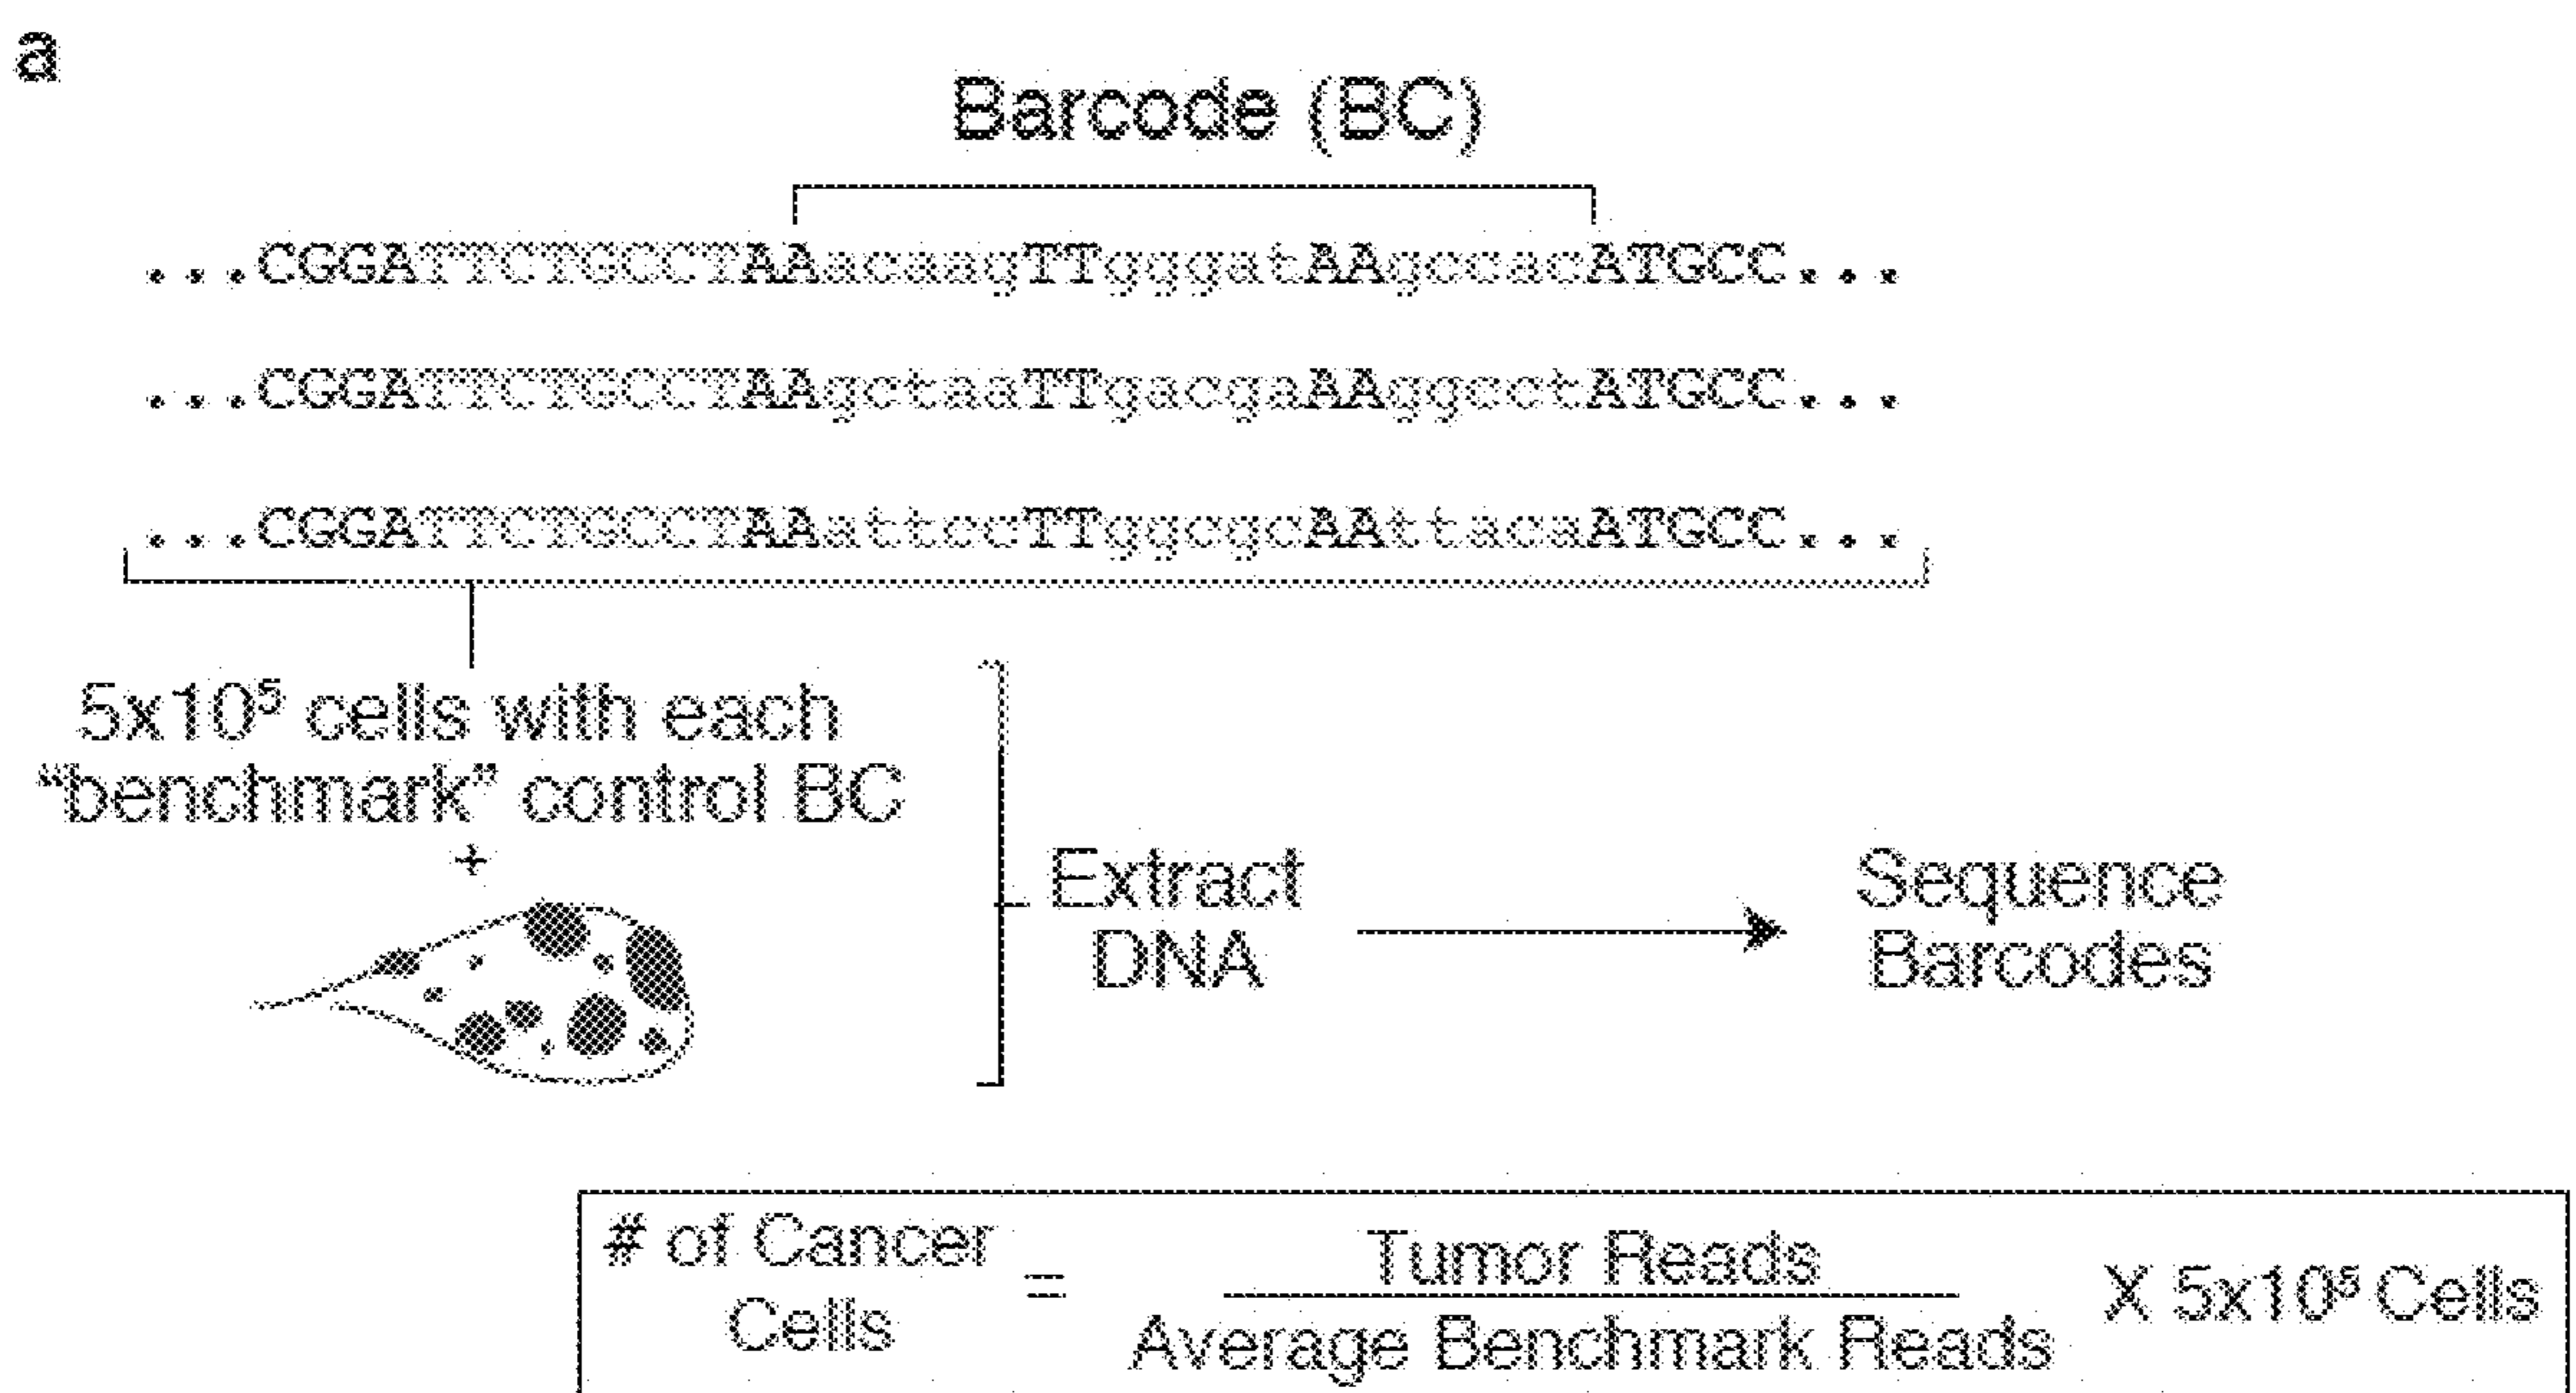 a
Barcode (BC)
...CGGATTCTGCCTAAacaagTTgggatAAgccacATGCC...
...CGGATTCTGCCTAAgctaaTTgacgaAAggcctATGCC...
...CGGATTCTGCCTAAattccTTggcgcAAttacaATGCC...
5x10⁵ cells with each
“benchmark” control BC
+
Extract
DNA
Sequence
Barcodes
# of Cancer
Cells
=
Tumor Reads
Average Benchmark Reads
X 5x10⁵ Cells